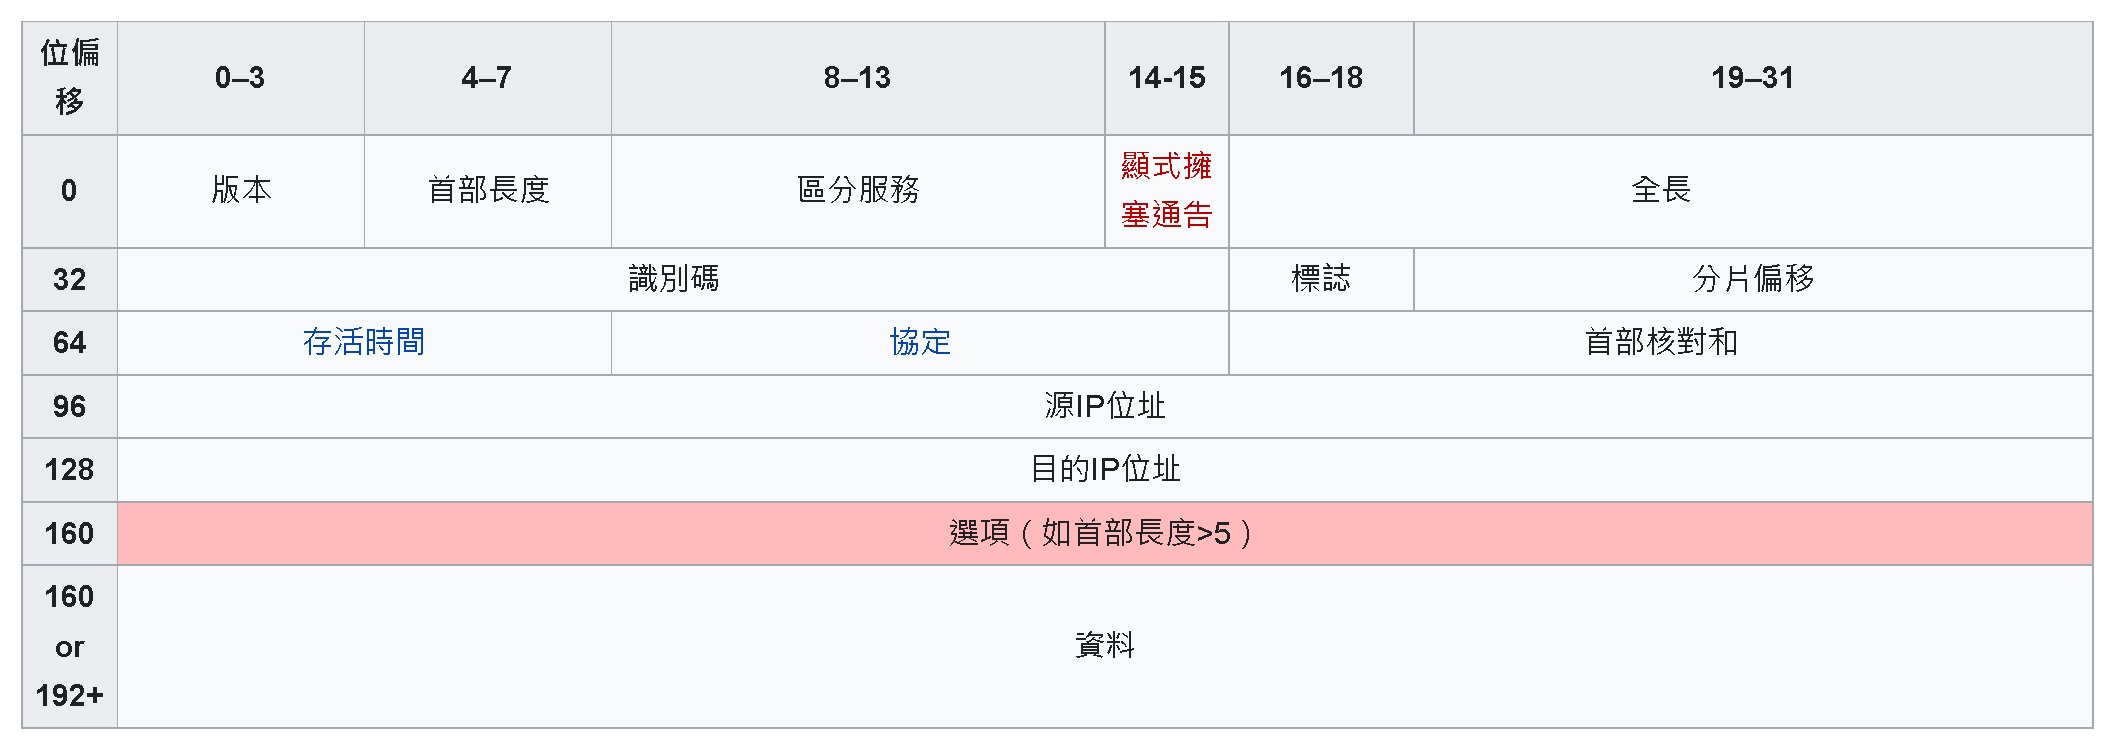 位偏
移
0–3
4–7
8–13
14-15
16–18
19–31
0
版本
首部長度
區分服務
顯式擁
塞通告
全長
32
識別碼
標誌
分片偏移
64
存活時間
協定
首部核對和
96
源IP位址
128
目的IP位址
160
選項（如首部長度>5）
160
or
192+
資料